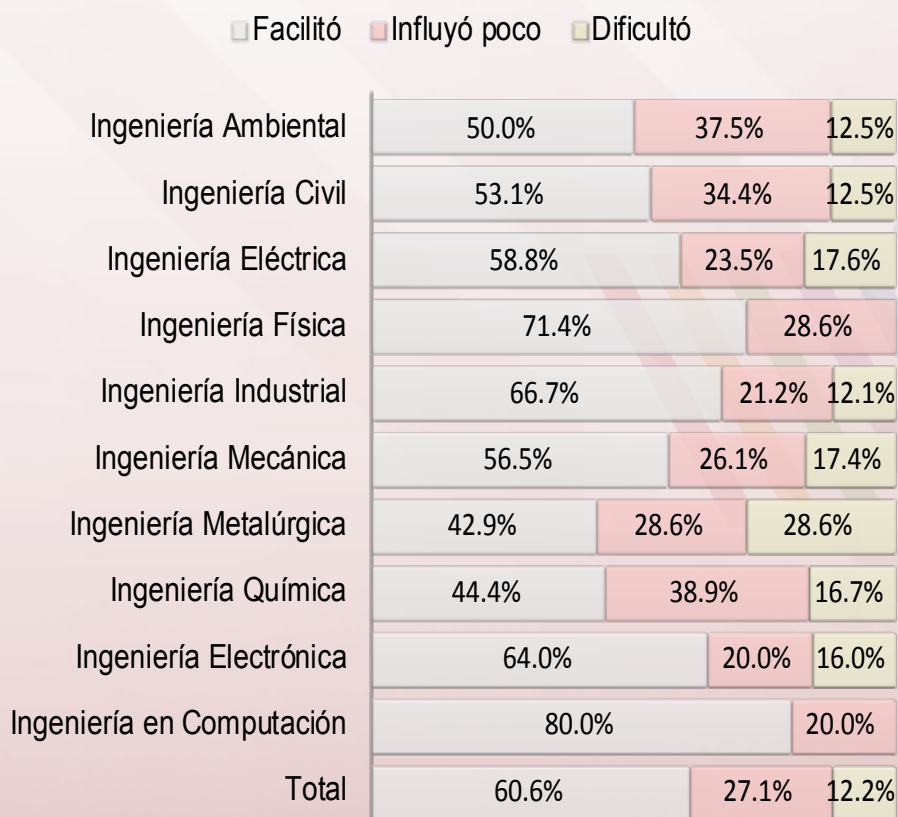 Facilitó Influyó poco Dificultó
Ingeniería Ambiental 50.0% 37.5% 12.5%
Ingeniería Civil 53.1% 34.4% 12.5%
Ingeniería Eléctrica 58.8% 23.5% 17.6%
Ingeniería Física 71.4% 28.6%
Ingeniería Industrial 66.7% 21.2% 12.1%
Ingeniería Mecánica 56.5% 26.1% 17.4%
Ingeniería Metalúrgica 42.9% 28.6% 28.6%
Ingeniería Química 44.4% 38.9% 16.7%
Ingeniería Electrónica 64.0% 20.0% 16.0%
Ingeniería en Computación 80.0% 20.0%
Total 60.6% 27.1% 12.2%